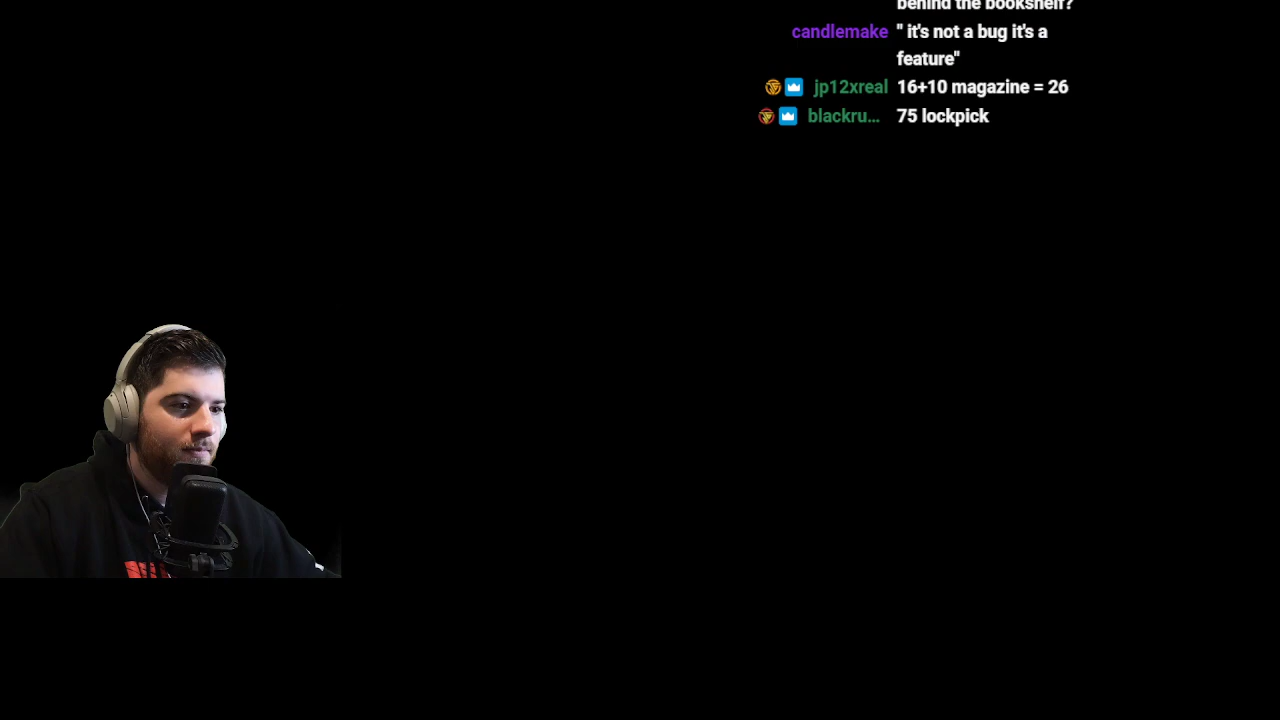 behind the bookshelf?
candlemake " it's not a bug it's a
feature"
jp12xreal 16+10 magazine = 26
blackru... 75 lockpick